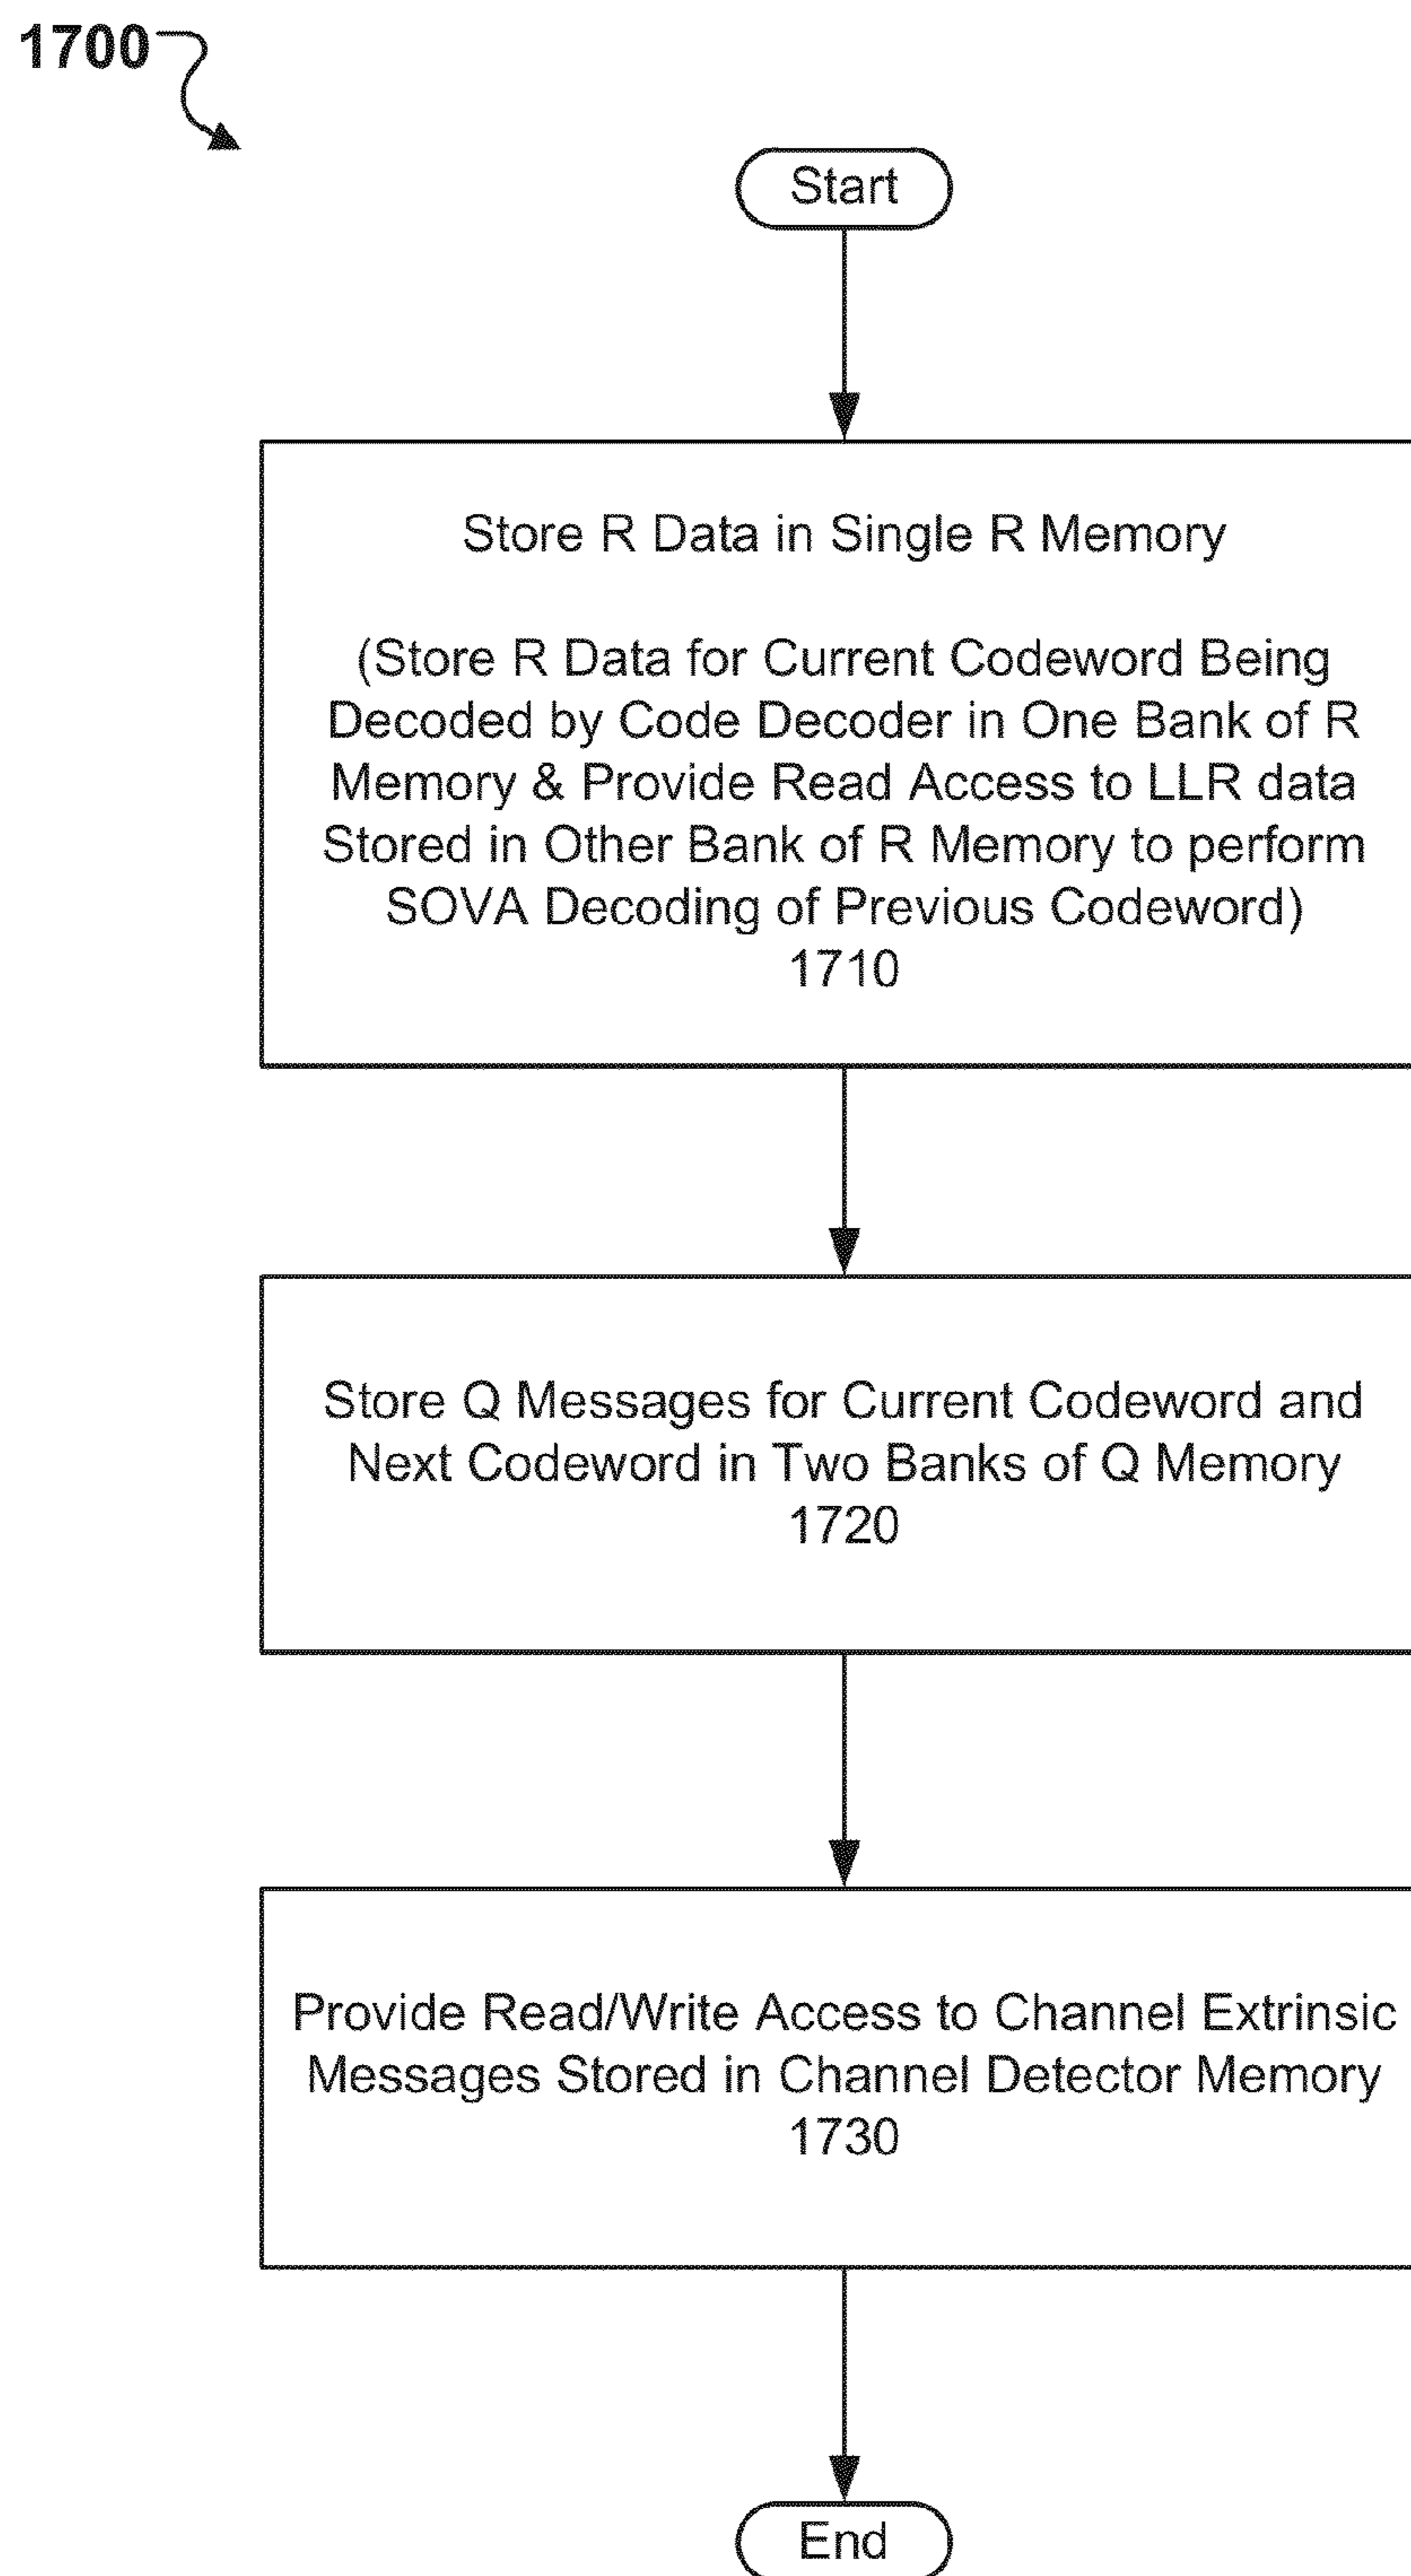 1700
Start
Store R Data in Single R Memory
(Store R Data for Current Codeword Being
Decoded by Code Decoder in One Bank of R
Memory & Provide Read Access to LLR data
Stored in Other Bank of R Memory to perform
SOVA Decoding of Previous Codeword)
1710
Store Q Messages for Current Codeword and
Next Codeword in Two Banks of Q Memory
1720
Provide Read/Write Access to Channel Extrinsic
Messages Stored in Channel Detector Memory
1730
End